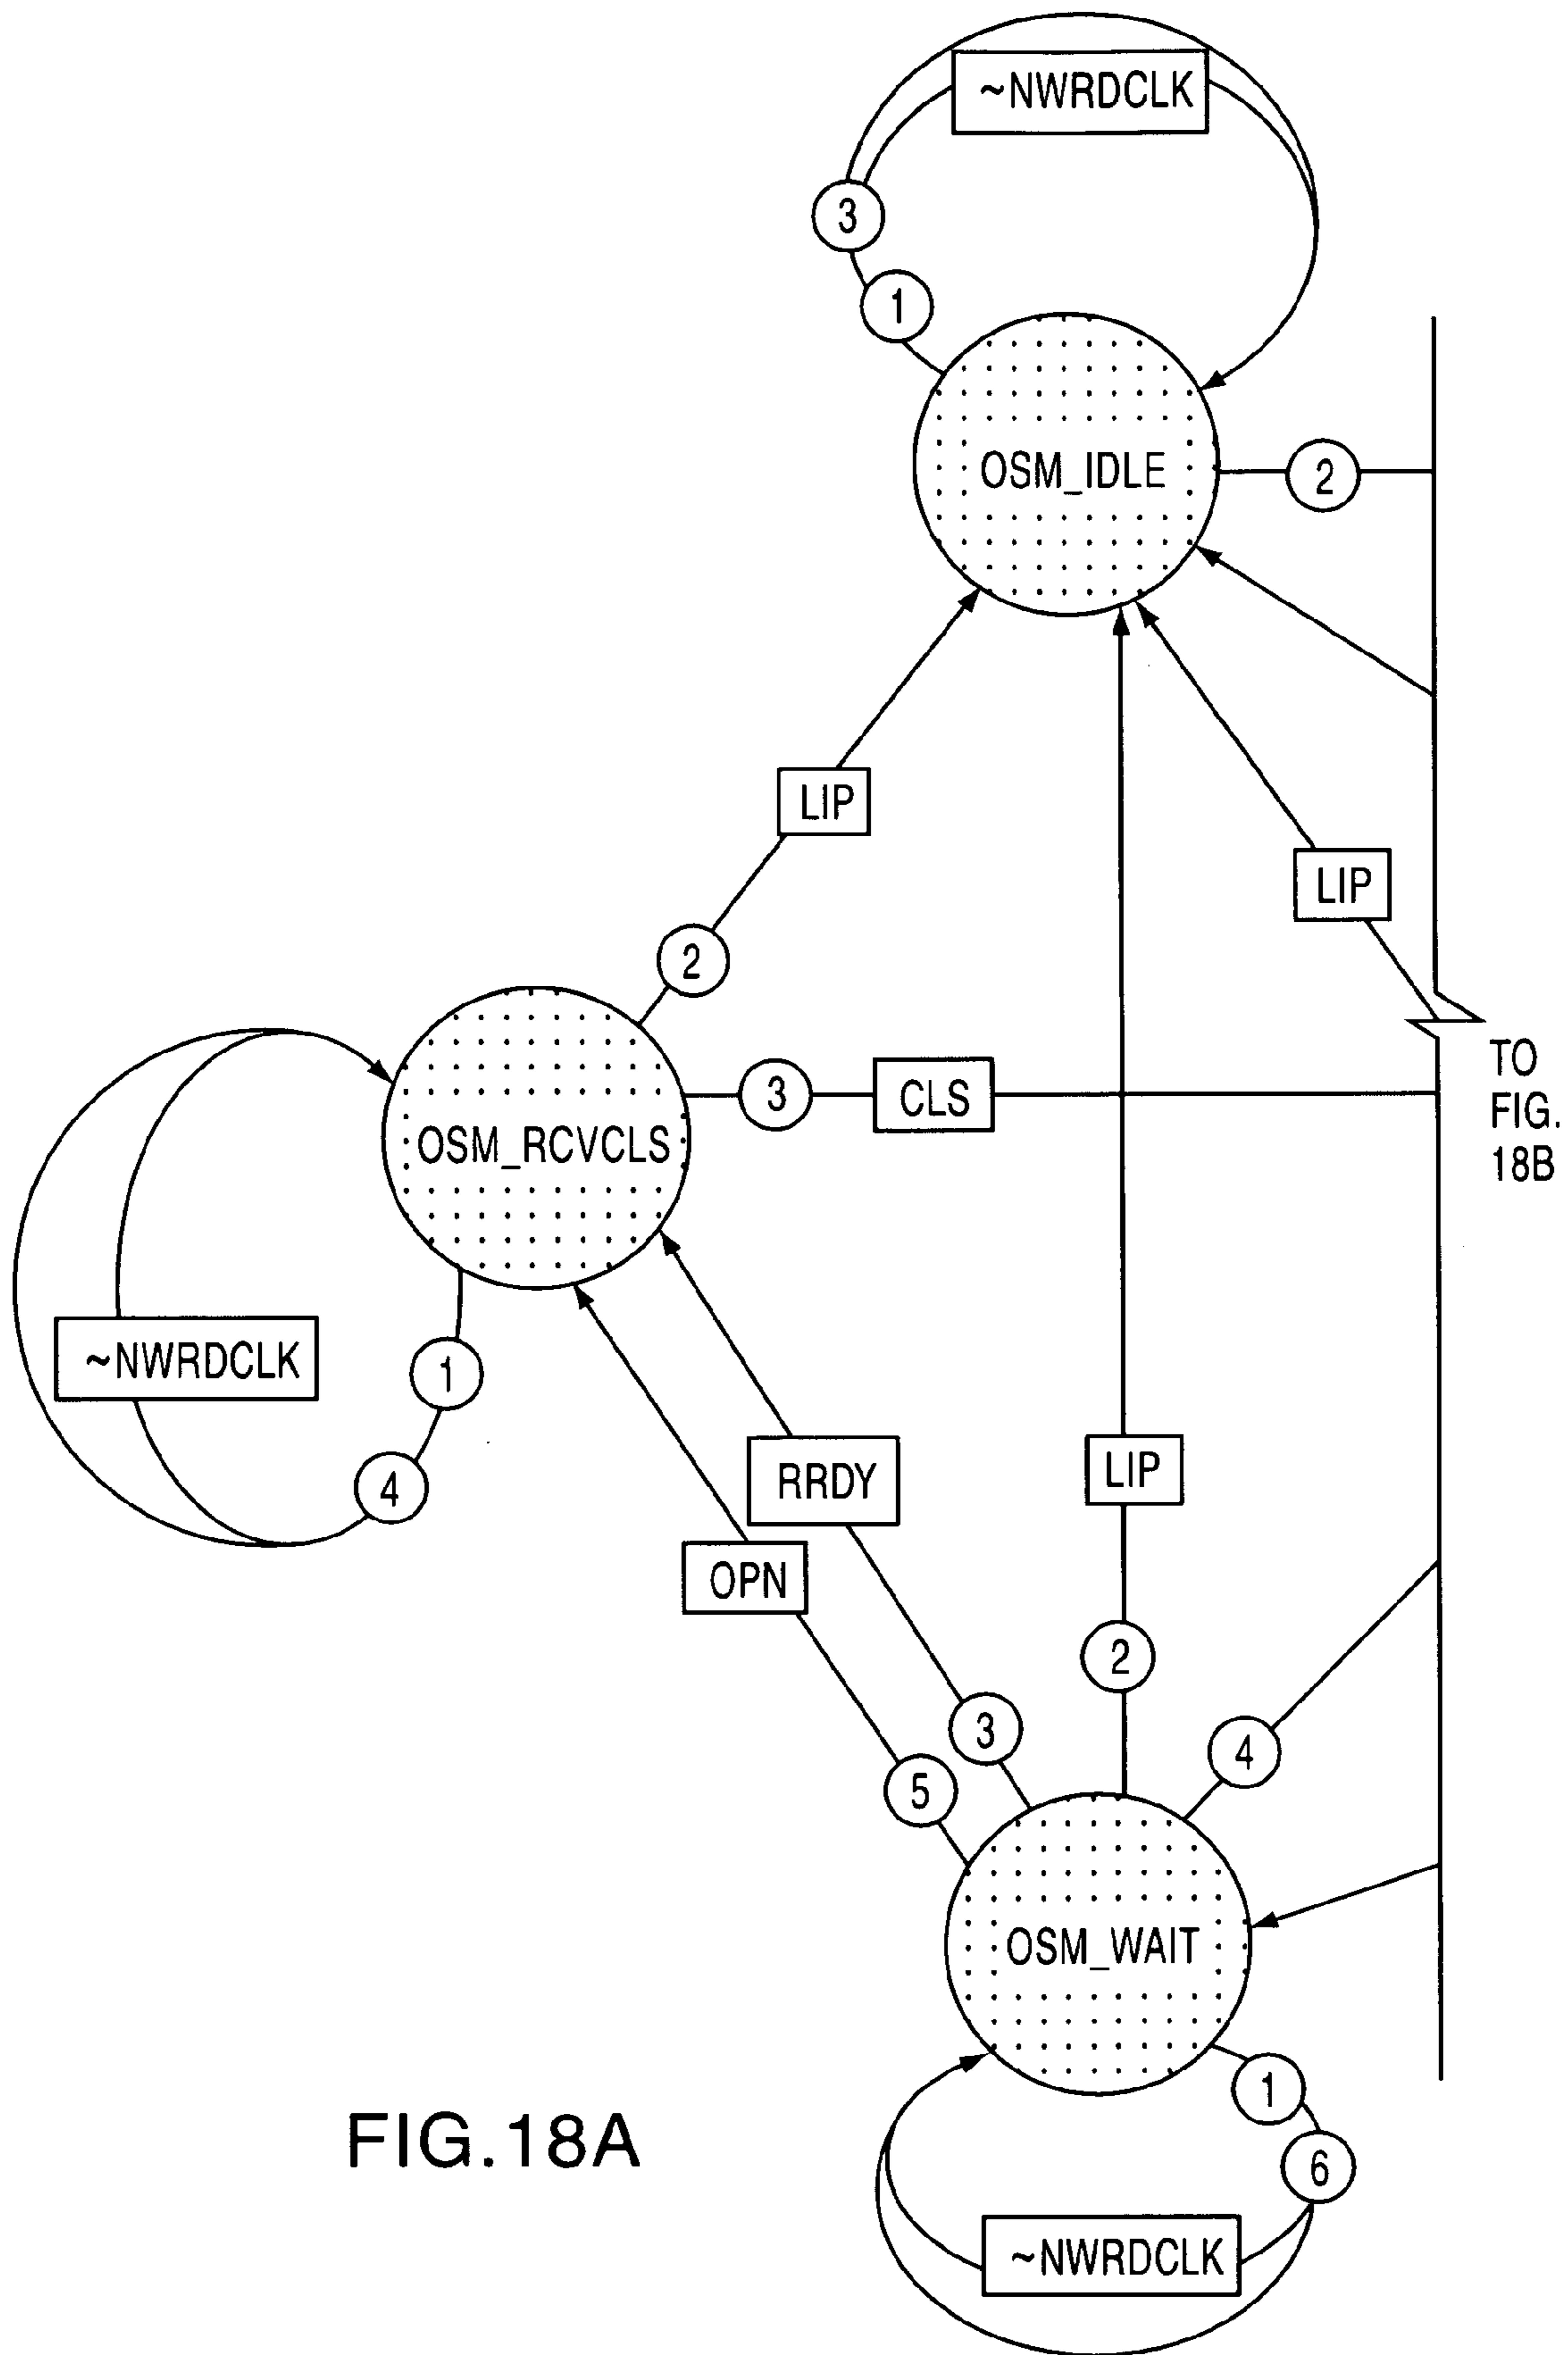 ~NWRDCLK
3
1
OSM_IDLE
2
LIP
LIP
2
TO
FIG.
18B
3
CLS
OSM_RCVCLS
~NWRDCLK
1
4
RRDY
LIP
OPN
2
3
4
5
OSM_WAIT
1
6
~NWRDCLK
FIG.18A